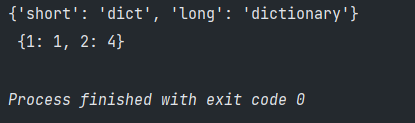 {'short': 'dict', 'long': 'dictionary'}
{1: 1, 2: 4}
Process finished with exit code 0